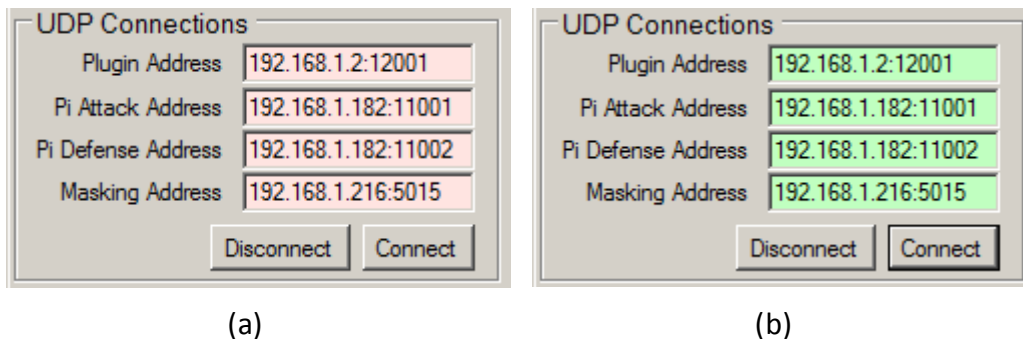 UDP Connections
Plugin Address 192.168.1.2:12001
Pi Attack Address 192.168.1.182:11001
Pi Defense Address 192.168.1.182:11002
Masking Address 192.168.1.216:5015
Disconnect Connect
(a)
UDP Connections
Plugin Address 192.168.1.2:12001
Pi Attack Address 192.168.1.182:11001
Pi Defense Address 192.168.1.182:11002
Masking Address 192.168.1.216:5015
Disconnect Connect
(b)